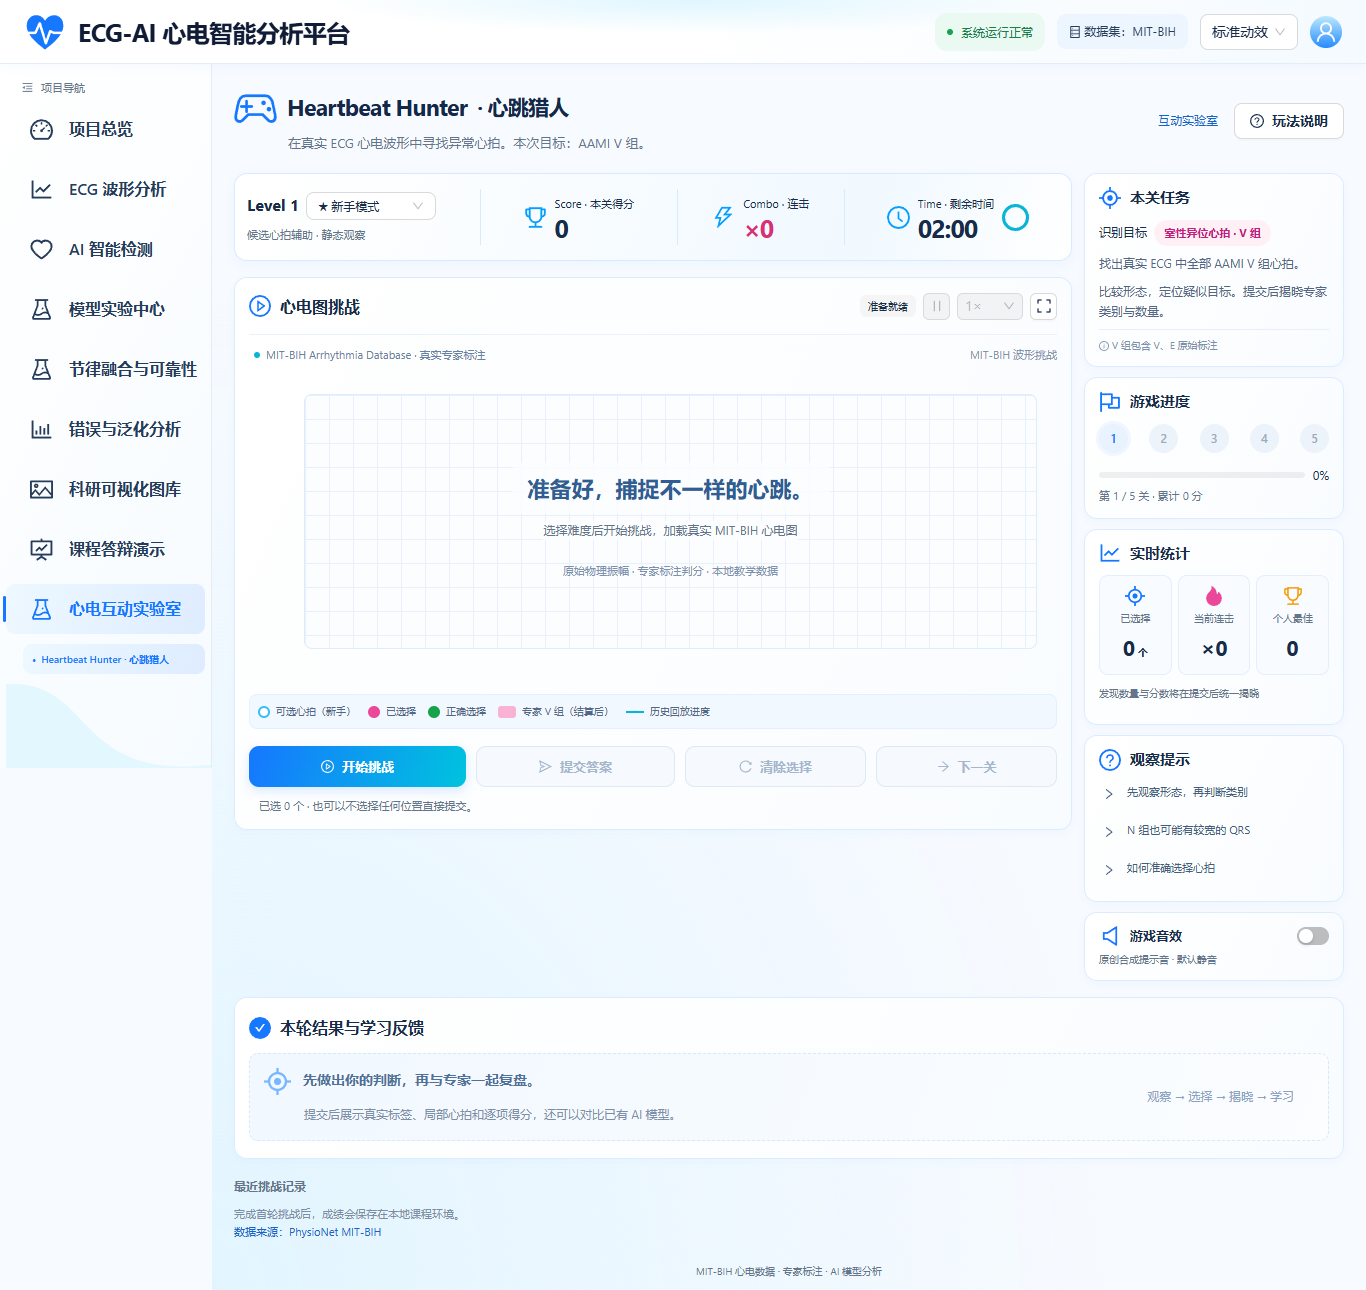 ECG-AI 心电智能分析平台
系统运行正常
数据集：MIT-BIH
标准动效
项目导航
项目总览
ECG 波形分析
AI 智能检测
模型实验中心
节律融合与可靠性
错误与泛化分析
科研可视化图库
课程答辩演示
心电互动实验室
Heartbeat Hunter · 心跳猎人
Heartbeat Hunter · 心跳猎人
在真实 ECG 心电波形中寻找异常心拍。本次目标：AAMI V 组。
互动实验室
玩法说明
Level 1
★ 新手模式
候选心拍辅助 · 静态观察
Score · 本关得分
0
Combo · 连击
×0
Time · 剩余时间
02:00
心电图挑战
准备就绪
1×
MIT-BIH Arrhythmia Database · 真实专家标注
MIT-BIH 波形挑战
准备好，捕捉不一样的心跳。
选择难度后开始挑战，加载真实 MIT-BIH 心电图
原始物理振幅 · 专家标注判分 · 本地教学数据
可选心拍（新手）
已选择
正确选择
专家 V 组（结算后）
历史回放进度
开始挑战
提交答案
清除选择
下一关
已选 0 个 · 也可以不选择任何位置直接提交。
本关任务
识别目标
室性异位心拍 · V 组
找出真实 ECG 中全部 AAMI V 组心拍。
比较形态，定位疑似目标。提交后揭晓专家
类别与数量。
V 组包含 V、E 原始标注
游戏进度
1
2
3
4
5
0%
第 1 / 5 关 · 累计 0 分
实时统计
已选择
0 个
当前连击
×0
个人最佳
0
发现数量与分数将在提交后统一揭晓
观察提示
先观察形态，再判断类别
N 组也可能有较宽的 QRS
如何准确选择心拍
游戏音效
原创合成提示音 · 默认静音
本轮结果与学习反馈
先做出你的判断，再与专家一起复盘。
提交后展示真实标签、局部心拍和逐项得分，还可以对比已有 AI 模型。
观察 → 选择 → 揭晓 → 学习
最近挑战记录
完成首轮挑战后，成绩会保存在本地课程环境。
数据来源：PhysioNet MIT-BIH
MIT-BIH 心电数据 · 专家标注 · AI 模型分析